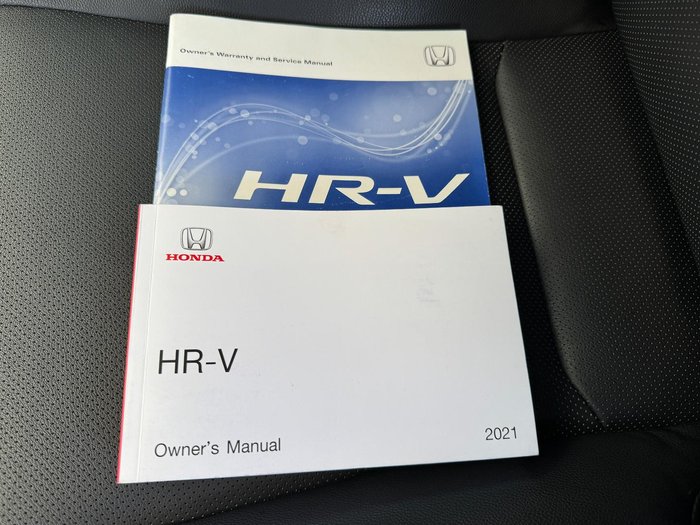 Owner's Warranty and Service Manual
HR-V
HONDA
HR-V
Owner's Manual
2021